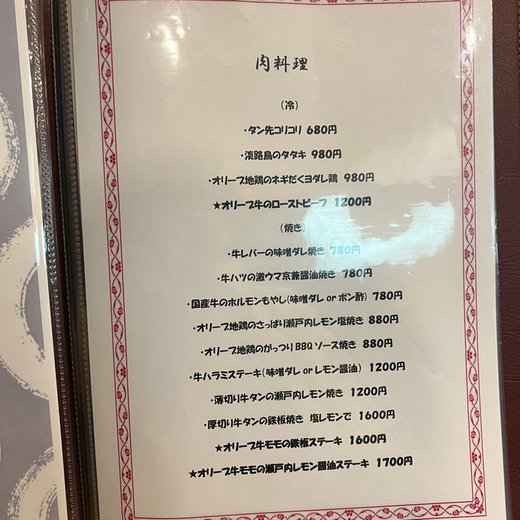 肉料理
(冷)
・タン先コリコリ 680円
・淡路鳥のタタキ 980円
・オリーブ地鶏のネギだくヨダレ鶏 980円
★オリーブ牛のローストビーフ 1200円
(焼き)
・牛レバーの味噌ダレ焼き 780円
・牛ハツの激ウマ京兼醤油焼き 780円
・国産牛のホルモンもやし(味噌ダレ or ポン酢) 780円
・オリーブ地鶏のさっぱり瀬戸内レモン塩焼き 880円
・オリーブ地鶏のがっつりBBQソース焼き 880円
・牛ハラミステーキ(味噌ダレ or レモン醤油) 1200円
・薄切り牛タンの瀬戸内レモン焼き 1200円
・厚切り牛タンの鉄板焼き 塩レモンで 1600円
★オリーブ牛モモの鉄板ステーキ 1600円
★オリーブ牛モモの瀬戸内レモン醤油ステーキ 1700円